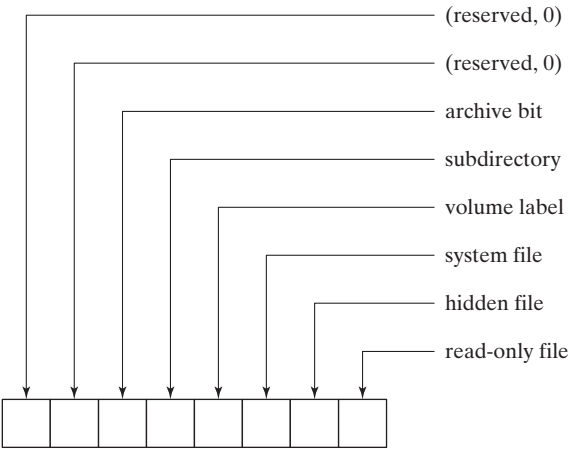 (reserved, 0)
(reserved, 0)
archive bit
subdirectory
volume label
system file
hidden file
read-only file